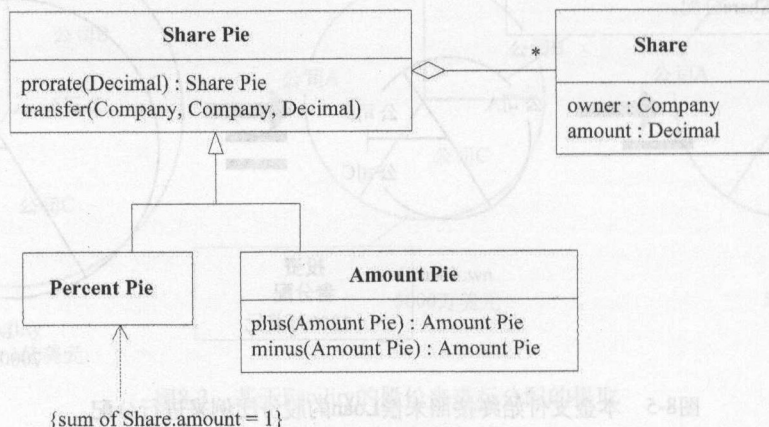 Share Pie
prorate(Decimal) : Share Pie
transfer(Company, Company, Decimal)
*
Share
owner : Company
amount : Decimal
Percent Pie
Amount Pie
plus(Amount Pie) : Amount Pie
minus(Amount Pie) : Amount Pie
{sum of Share.amount = 1}